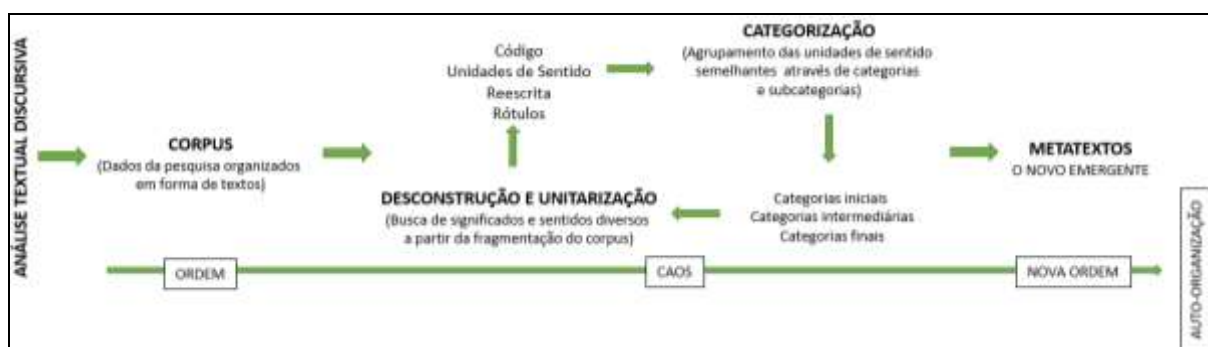 ANÁLISE TEXTUAL DISCURSIVA
CORPUS
(Dados da pesquisa organizados
em forma de textos)
DESCONSTRUÇÃO E UNITARIZAÇÃO
(Busca de significados e sentidos diversos
a partir da fragmentação do corpus)
Código
Unidades de Sentido
Reescrita
Rótulos
CATEGORIZAÇÃO
(Agrupamento das unidades de sentido
semelhantes através de categorias
e subcategorias)
Categorias iniciais
Categorias intermediárias
Categorias finais
METATEXTOS
O NOVO EMERGENTE
ORDEM
CAOS
NOVA ORDEM
AUTO-ORGANIZAÇÃO